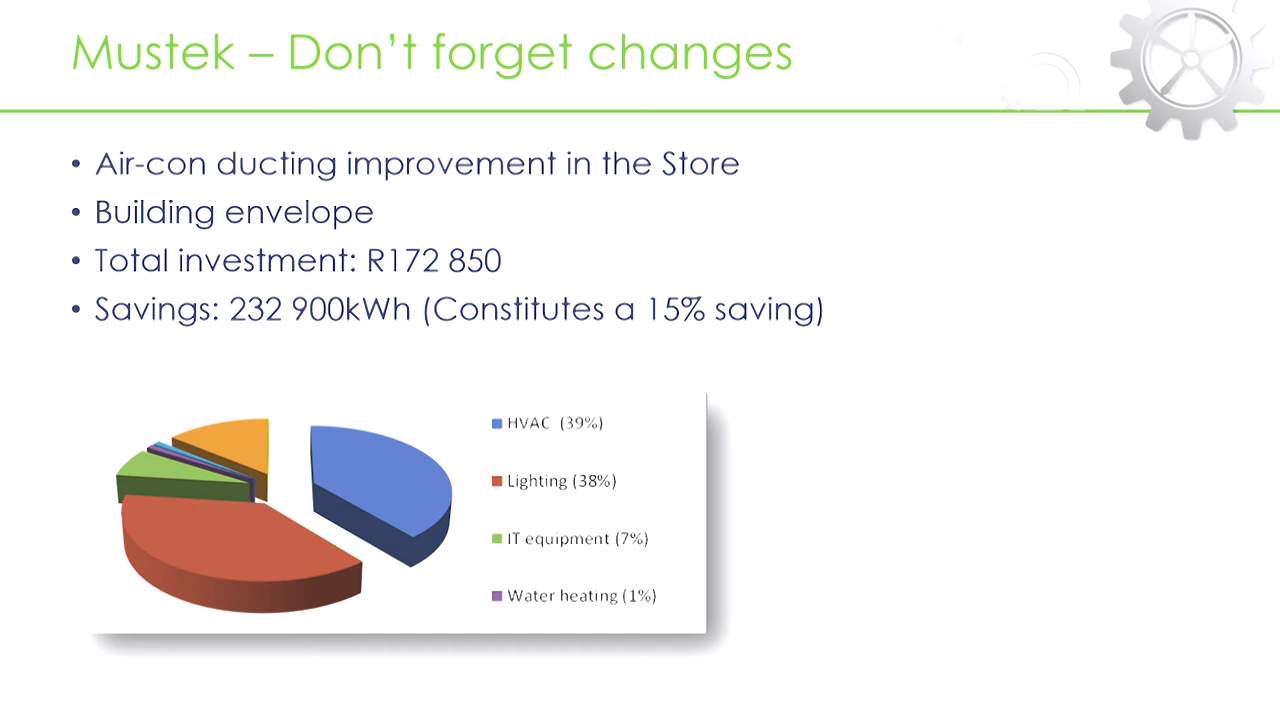 Mustek – Don’t forget changes
• Air-con ducting improvement in the Store
• Building envelope
• Total investment: R172 850
• Savings: 232 900kWh (Constitutes a 15% saving)
HVAC (39%)
Lighting (38%)
IT equipment (7%)
Water heating (1%)